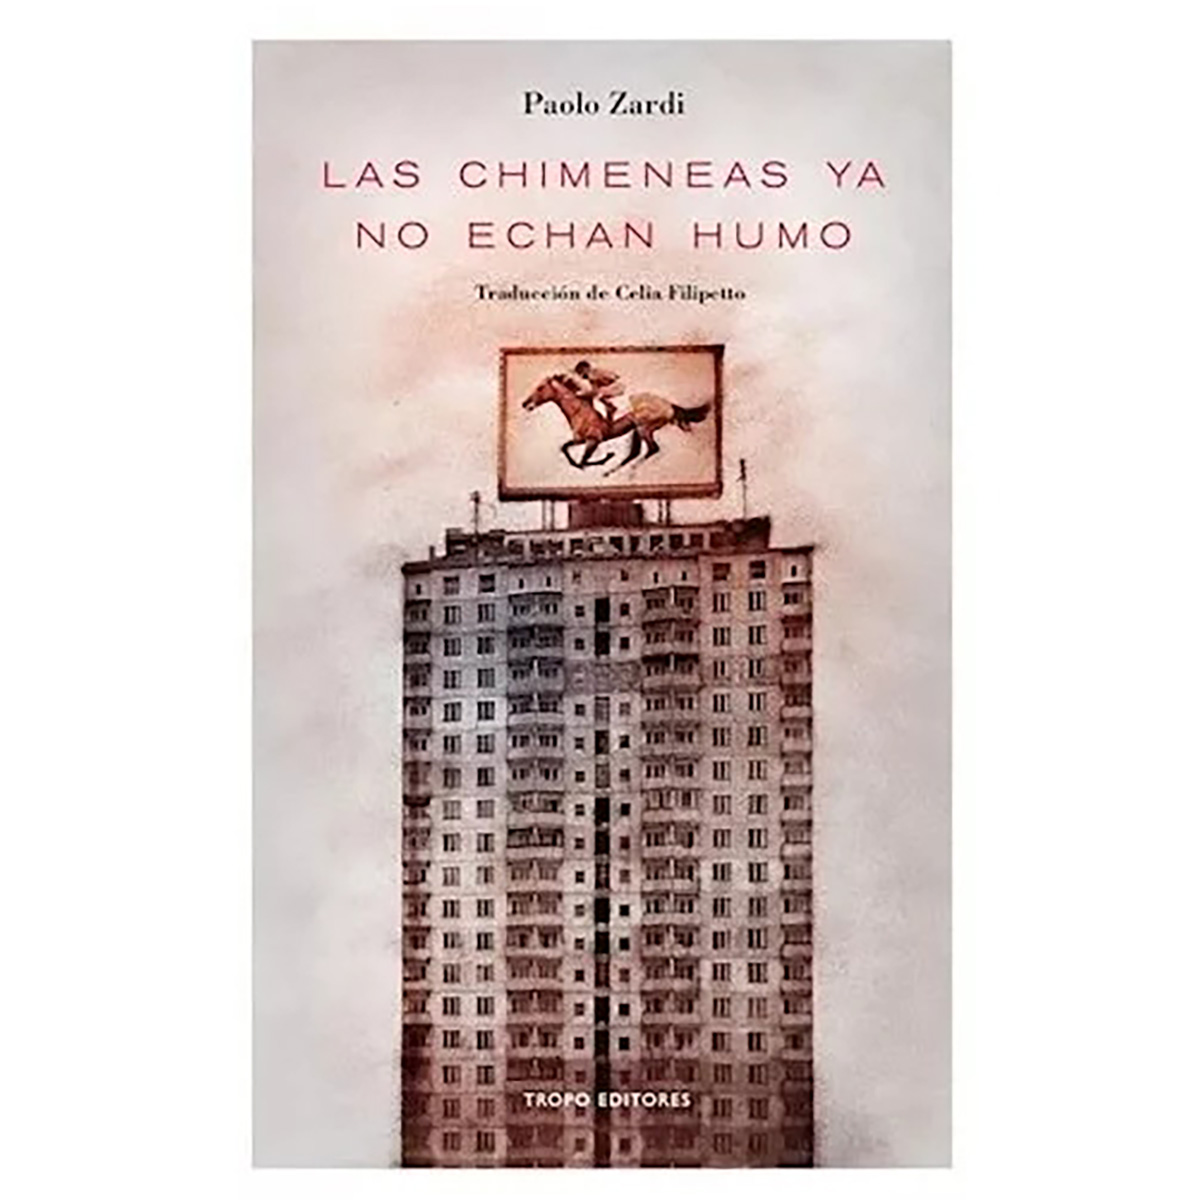 Paolo Zardi
LAS CHIMENEAS YA
NO ECHAN HUMO
Traducción de Celia Filipetto
TROPO EDITORES